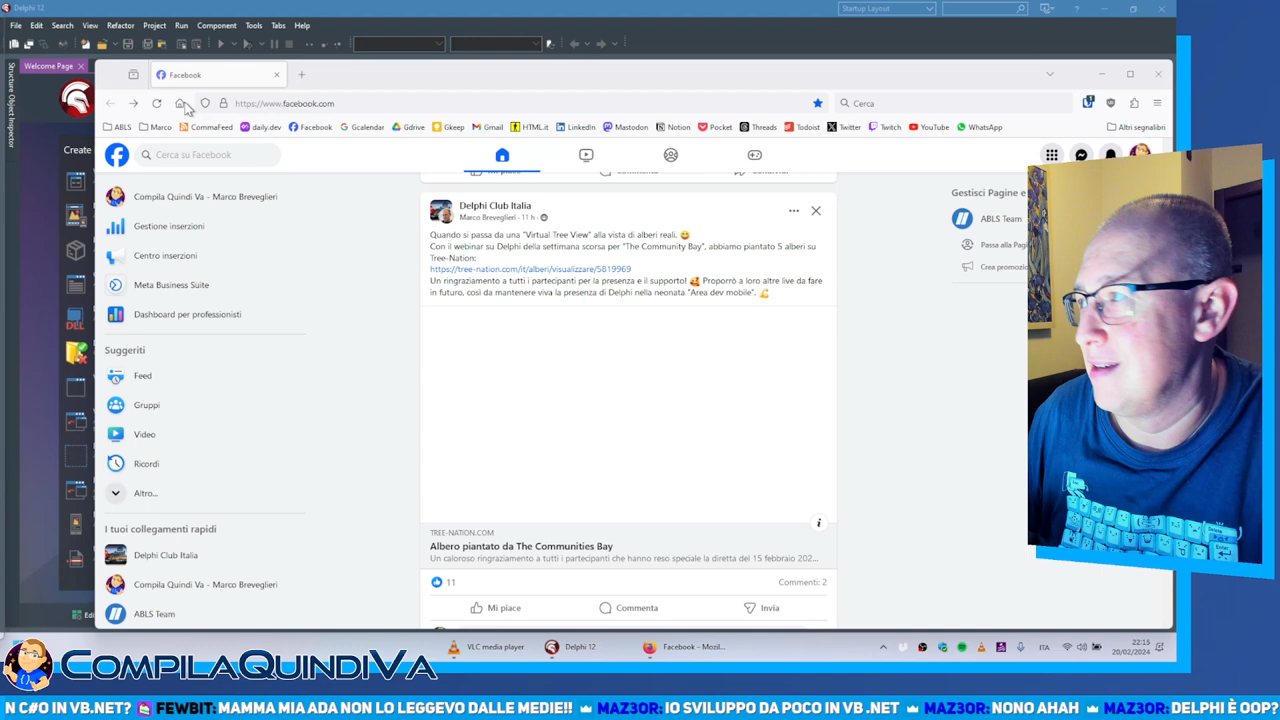 Delphi 12
Startup Layout
File Edit Search View Refactor Project Run Component Tools Tabs Help
Welcome Page
Structure Object Inspector
Create
Facebook
https://www.facebook.com
Cerca
ABLS Marco CommaFeed daily.dev Facebook Gcalendar Gdrive Gkeep Gmail HTML.it LinkedIn Mastodon Notion Pocket Threads Todoist Twitter Twitch YouTube WhatsApp Altri segnalibri
Cerca su Facebook
Compila Quindi Va - Marco Breveglieri
Gestione inserzioni
Centro inserzioni
Meta Business Suite
Dashboard per professionisti
Suggeriti
Feed
Gruppi
Video
Ricordi
Altro...
I tuoi collegamenti rapidi
Delphi Club Italia
Compila Quindi Va - Marco Breveglieri
ABLS Team
Delphi Club Italia
Marco Breveglieri · 11 h ·
Quando si passa da una "Virtual Tree View" alla vista di alberi reali. 😄
Con il webinar su Delphi della settimana scorsa per "The Community Bay", abbiamo piantato 5 alberi su
Tree-Nation:
https://tree-nation.com/it/alberi/visualizzare/5819969
Un ringraziamento a tutti i partecipanti per la presenza e il supporto! 🥰 Proporrò a loro altre live da fare
in futuro, così da mantenere viva la presenza di Delphi nella neonata "Area dev mobile". 💪
TREE-NATION.COM
Albero piantato da The Communities Bay
Un caloroso ringraziamento a tutti i partecipanti che hanno reso speciale la diretta del 15 febbraio 202...
11
Commenti: 2
Mi piace Commenta Invia
Gestisci Pagine e
ABLS Team
Passa alla Pagi
Crea promozio
VLC media player Delphi 12 Facebook – Mozil...
ITA
22:15
20/02/2024
CompilaQuindiVa
N C#O IN VB.NET? FEWBIT: MAMMA MIA ADA NON LO LEGGEVO DALLE MEDIE!! MAZ3OR: IO SVILUPPO DA POCO IN VB .NET MAZ3OR: NONO AHAH MAZ3OR: DELPHI È OOP?